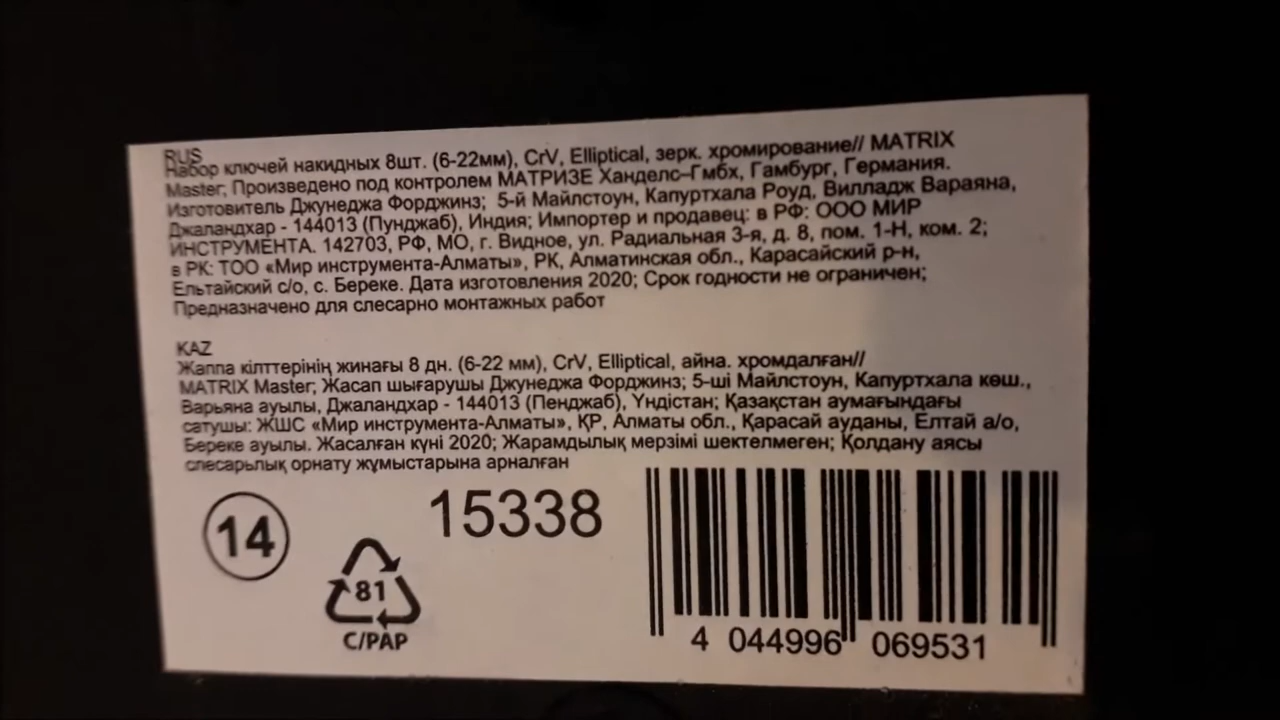 RUS
Набор ключей накидных 8шт. (6-22мм), CrV, Elliptical, зерк. хромирование// MATRIX
Master; Произведено под контролем МАТРИЗЕ Ханделс–Гмбх, Гамбург, Германия.
Изготовитель Джунеджа Форджинз; 5-й Майлстоун, Капуртхала Роуд, Вилладж Вараяна,
Джаландхар - 144013 (Пунджаб), Индия; Импортер и продавец: в РФ: ООО МИР
ИНСТРУМЕНТА. 142703, РФ, МО, г. Видное, ул. Радиальная 3-я, д. 8, пом. 1-Н, ком. 2;
в РК: ТОО «Мир инструмента-Алматы», РК, Алматинская обл., Карасайский р-н,
Ельтайский с/о, с. Береке. Дата изготовления 2020; Срок годности не ограничен;
Предназначено для слесарно монтажных работ
KAZ
Жаппа кілттерінің жинағы 8 дн. (6-22 мм), CrV, Elliptical, айна. хромдалған//
MATRIX Master; Жасап шығарушы Джунеджа Форджинз; 5-ші Майлстоун, Капуртхала көш.,
Варьяна ауылы, Джаландхар - 144013 (Пенджаб), Үндістан; Қазақстан аумағындағы
сатушы: ЖШС «Мир инструмента-Алматы», ҚР, Алматы обл., Қарасай ауданы, Елтай а/о,
Береке ауылы. Жасалған күні 2020; Жарамдылық мерзімі шектелмеген; Қолдану аясы
слесарьлық орнату жұмыстарына арналған
14
15338
81
C/PAP
4 044996 069531